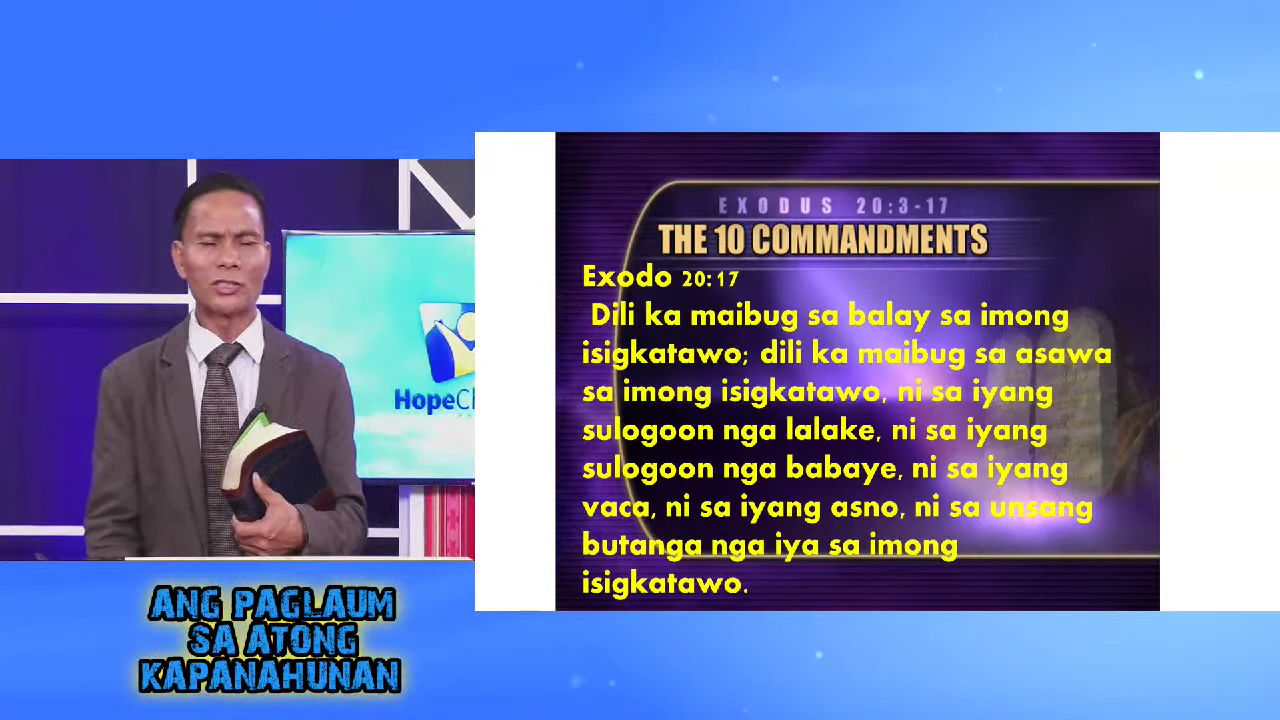 EXODUS 20:3-17
THE 10 COMMANDMENTS
Exodo 20:17
Dili ka maibug sa balay sa imong
isigkatawo; dili ka maibug sa asawa
sa imong isigkatawo, ni sa iyang
sulogoon nga lalake, ni sa iyang
sulogoon nga babaye, ni sa iyang
vaca, ni sa iyang asno, ni sa unsang
butanga nga iya sa imong
isigkatawo.
ANG PAGLAUM
SA ATONG
KAPANAHUNAN